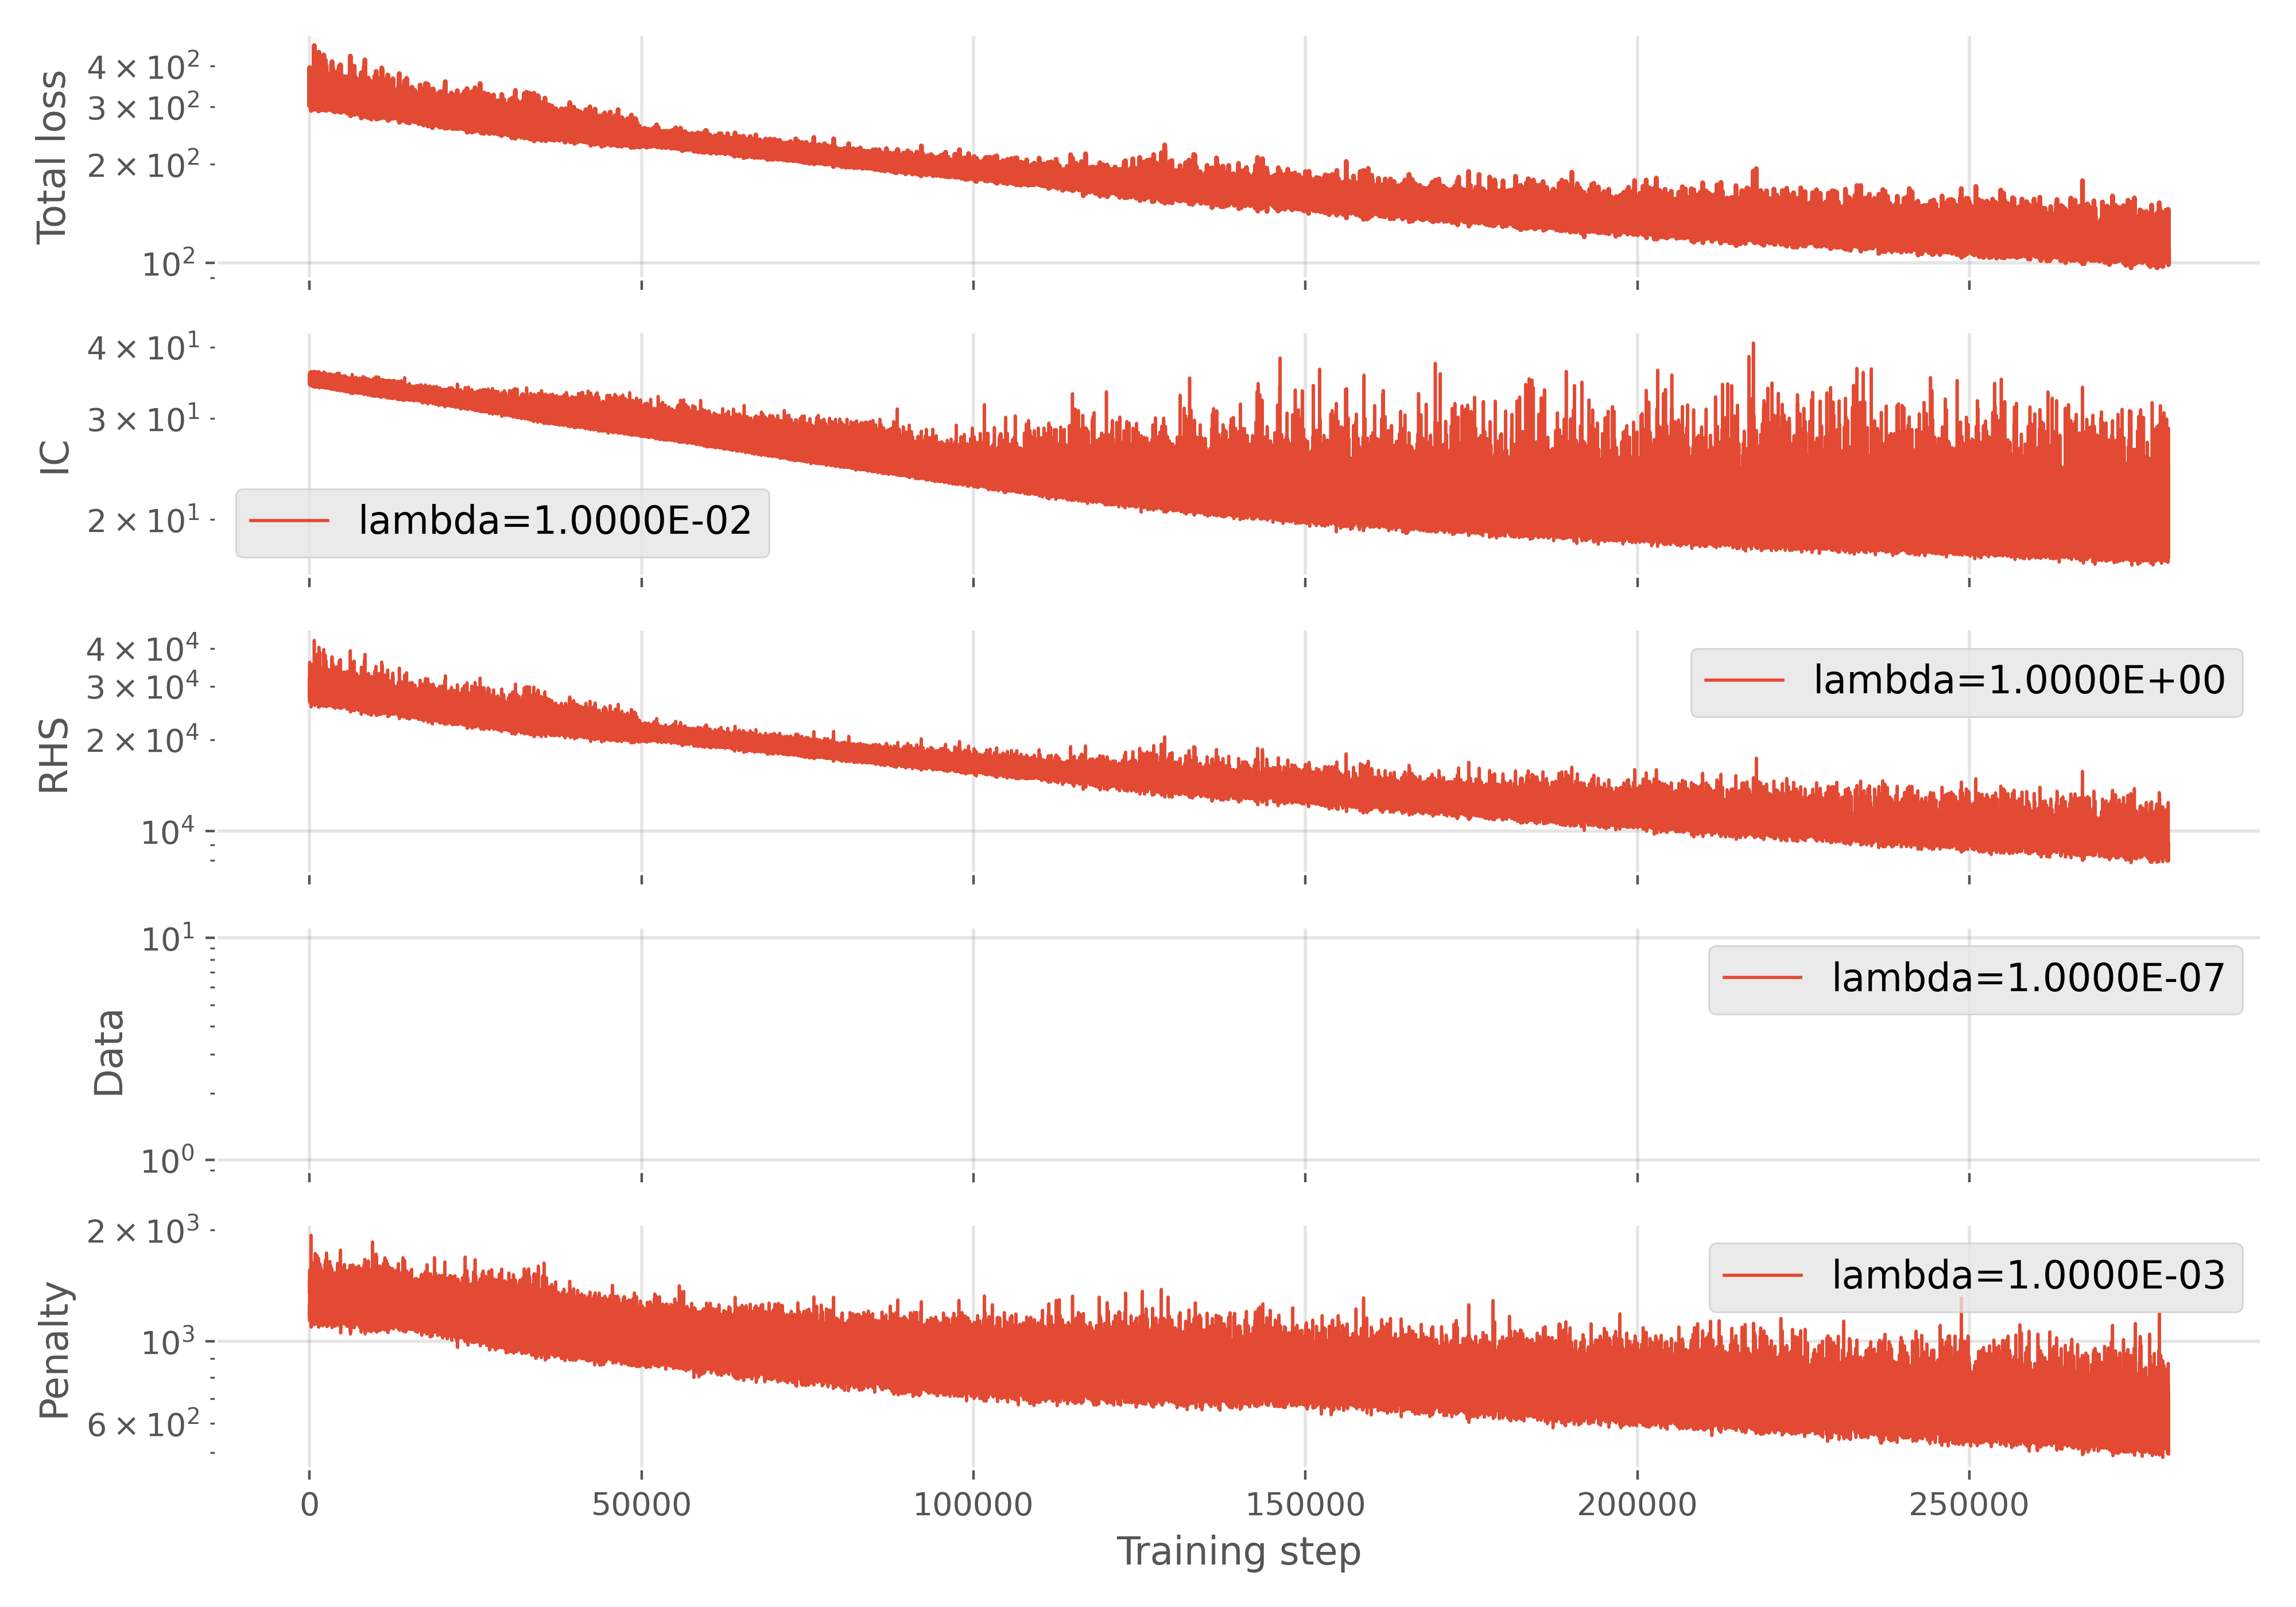 Total loss
4 × 10²
3 × 10²
2 × 10²
10²
IC
4 × 10¹
3 × 10¹
2 × 10¹
lambda=1.0000E-02
RHS
4 × 10⁴
3 × 10⁴
2 × 10⁴
10⁴
lambda=1.0000E+00
Data
10¹
10⁰
lambda=1.0000E-07
Penalty
2 × 10³
10³
6 × 10²
lambda=1.0000E-03
0 50000 100000 150000 200000 250000
Training step